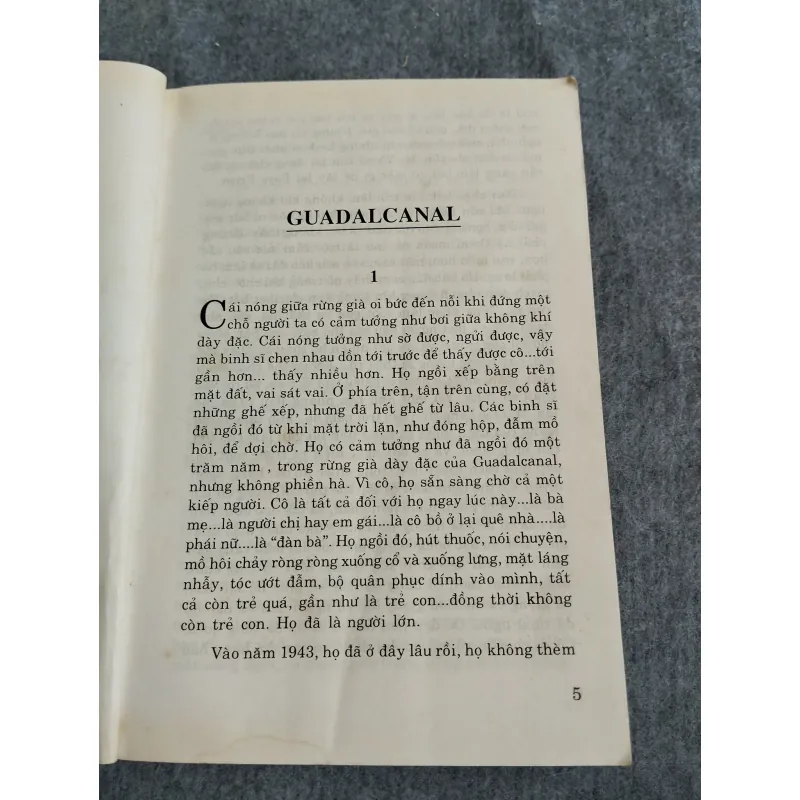 GUADALCANAL
1
Cái nóng giữa rừng già oi bức đến nỗi khi đứng một
chỗ người ta có cảm tưởng như bơi giữa không khí
dày đặc. Cái nóng tưởng như sờ được, ngửi được, vậy
mà binh sĩ chen nhau dồn tới trước để thấy được cô...tới
gần hơn... thấy nhiều hơn. Họ ngồi xếp bằng trên
mặt đất, vai sát vai. Ở phía trên, tận trên cùng, có đặt
những ghế xếp, nhưng đã hết ghế từ lâu. Các binh sĩ
đã ngồi đó từ khi mặt trời lặn, như đóng hộp, đẫm mồ
hôi, để đợi chờ. Họ có cảm tưởng như đã ngồi đó một
trăm năm , trong rừng già dày đặc của Guadalcanal,
nhưng không phiền hà. Vì cô, họ sẵn sàng chờ cả một
kiếp người. Cô là tất cả đối với họ ngay lúc này...là bà
mẹ...là người chị hay em gái...là cô bồ ở lại quê nhà....là
phái nữ....là “đàn bà”. Họ ngồi đó, hút thuốc, nói chuyện,
mồ hôi chảy ròng ròng xuống cổ và xuống lưng, mặt láng
nhẫy, tóc ướt đẫm, bộ quân phục dính vào mình, tất
cả còn trẻ quá, gần như là trẻ con...đồng thời không
còn trẻ con. Họ đã là người lớn.
Vào năm 1943, họ đã ở đây lâu rồi, họ không thèm
5